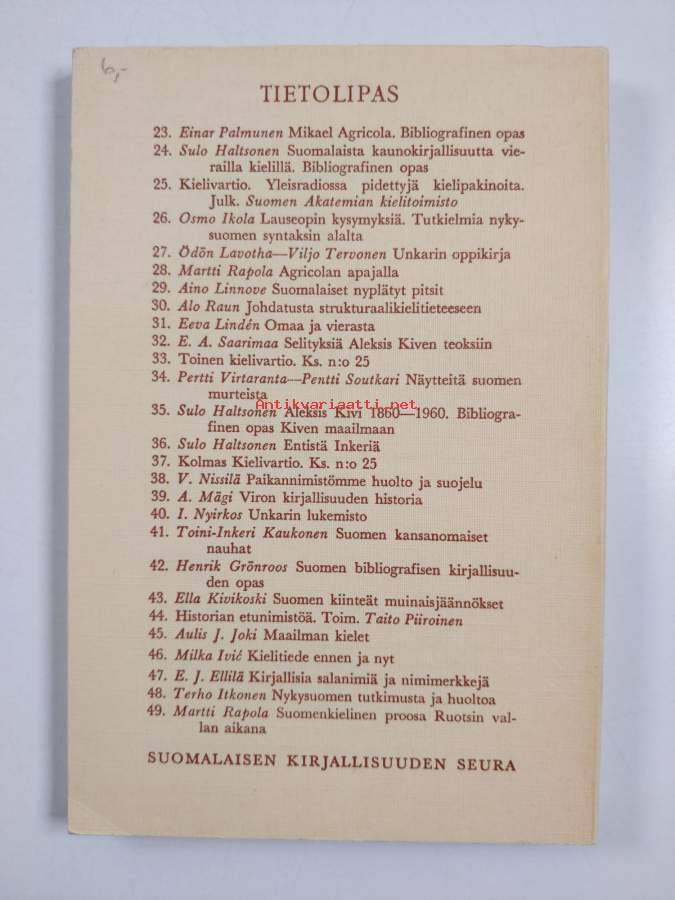 6,-
TIETOLIPAS
23. Einar Palmunen Mikael Agricola. Bibliografinen opas
24. Sulo Haltsonen Suomalaista kaunokirjallisuutta vie-
railla kielillä. Bibliografinen opas
25. Kielivartio. Yleisradiossa pidettyjä kielipakinoita.
Julk. Suomen Akatemian kielitoimisto
26. Osmo Ikola Lauseopin kysymyksiä. Tutkielmia nyky-
suomen syntaksin alalta
27. Ödön Lavotha—Viljo Tervonen Unkarin oppikirja
28. Martti Rapola Agricolan apajalla
29. Aino Linnove Suomalaiset nyplätyt pitsit
30. Alo Raun Johdatusta strukturaalikielitieteeseen
31. Eeva Lindén Omaa ja vierasta
32. E. A. Saarimaa Selityksiä Aleksis Kiven teoksiin
33. Toinen kielivartio. Ks. n:o 25
34. Pertti Virtaranta—Pentti Soutkari Näytteitä suomen
murteista
Antikvariaatti.net
35. Sulo Haltsonen Aleksis Kivi 1860—1960. Bibliogra-
finen opas Kiven maailmaan
36. Sulo Haltsonen Entistä Inkeriä
37. Kolmas Kielivartio. Ks. n:o 25
38. V. Nissilä Paikannimistömme huolto ja suojelu
39. A. Mägi Viron kirjallisuuden historia
40. I. Nyirkos Unkarin lukemisto
41. Toini-Inkeri Kaukonen Suomen kansanomaiset
nauhat
42. Henrik Grönroos Suomen bibliografisen kirjallisuu-
den opas
43. Ella Kivikoski Suomen kiinteät muinaisjäännökset
44. Historian etunimistöä. Toim. Taito Piiroinen
45. Aulis J. Joki Maailman kielet
46. Milka Ivić Kielitiede ennen ja nyt
47. E. J. Ellilä Kirjallisia salanimiä ja nimimerkkejä
48. Terho Itkonen Nykysuomen tutkimusta ja huoltoa
49. Martti Rapola Suomenkielinen proosa Ruotsin val-
lan aikana
SUOMALAISEN KIRJALLISUUDEN SEURA